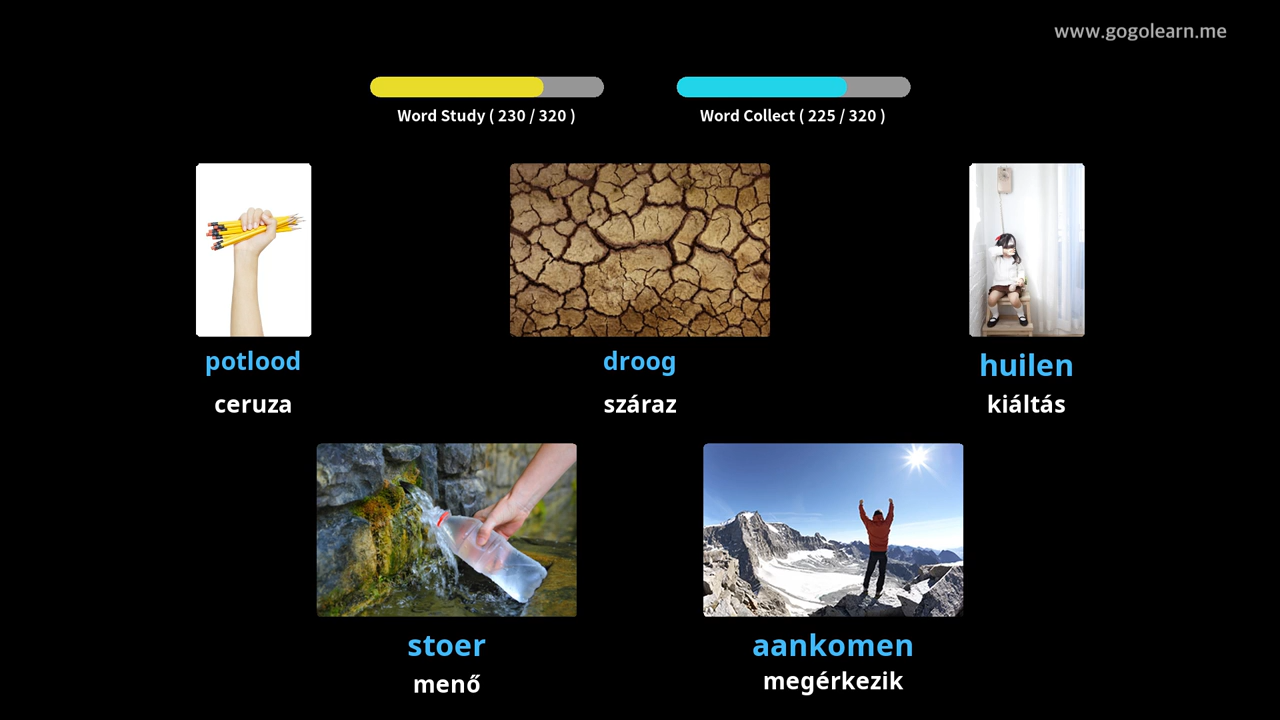 www.gogolearn.me
Word Study ( 230 / 320 )
Word Collect ( 225 / 320 )
potlood
droog
huilen
ceruza
száraz
kiáltás
stoer
aankomen
menő
megérkezik